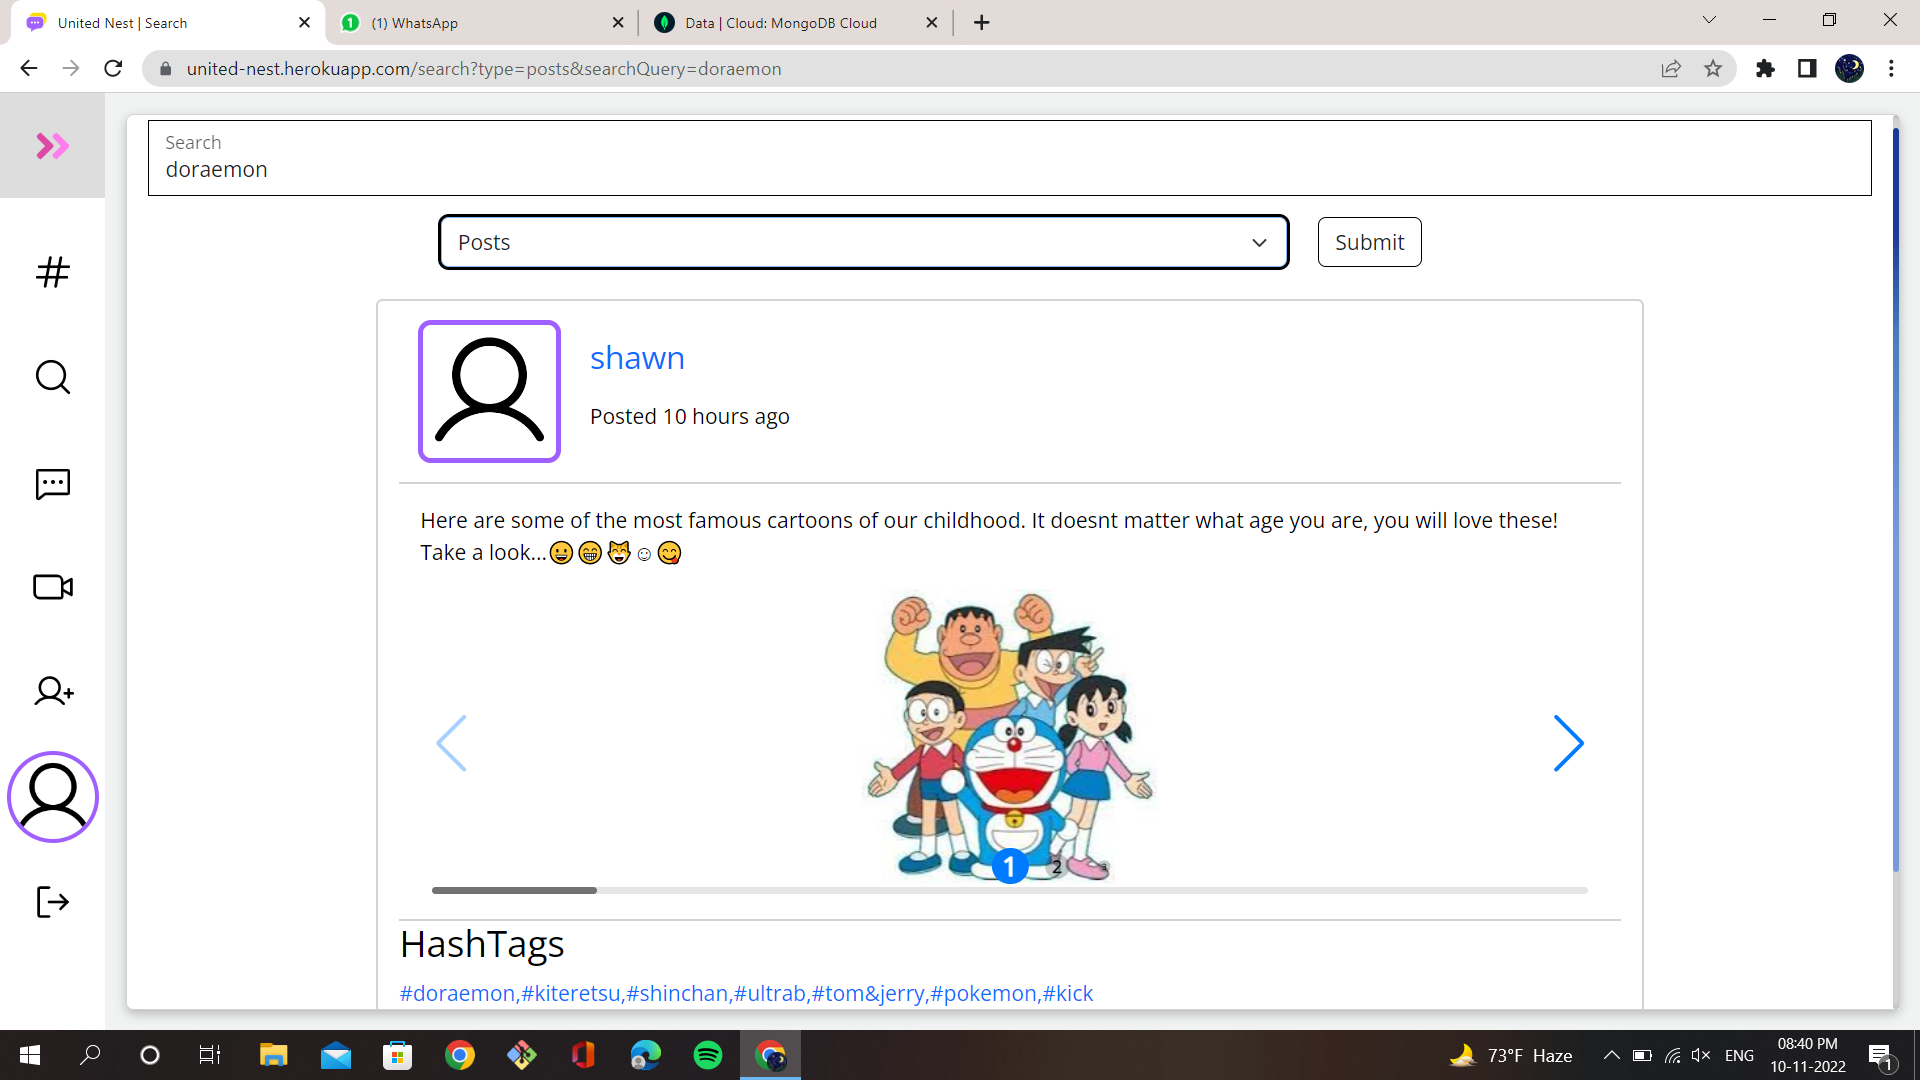 United Nest | Search
1
(1) WhatsApp
Data | Cloud: MongoDB Cloud
united-nest.herokuapp.com/search?type=posts&searchQuery=doraemon
Search
doraemon
Posts
Submit
shawn
Posted 10 hours ago
Here are some of the most famous cartoons of our childhood. It doesnt matter what age you are, you will love these!
Take a look...😀😁😸☺😋
1 2 3
HashTags
#doraemon,#kiteretsu,#shinchan,#ultrab,#tom&jerry,#pokemon,#kick
73°F Haze
ENG
08:40 PM
10-11-2022
1